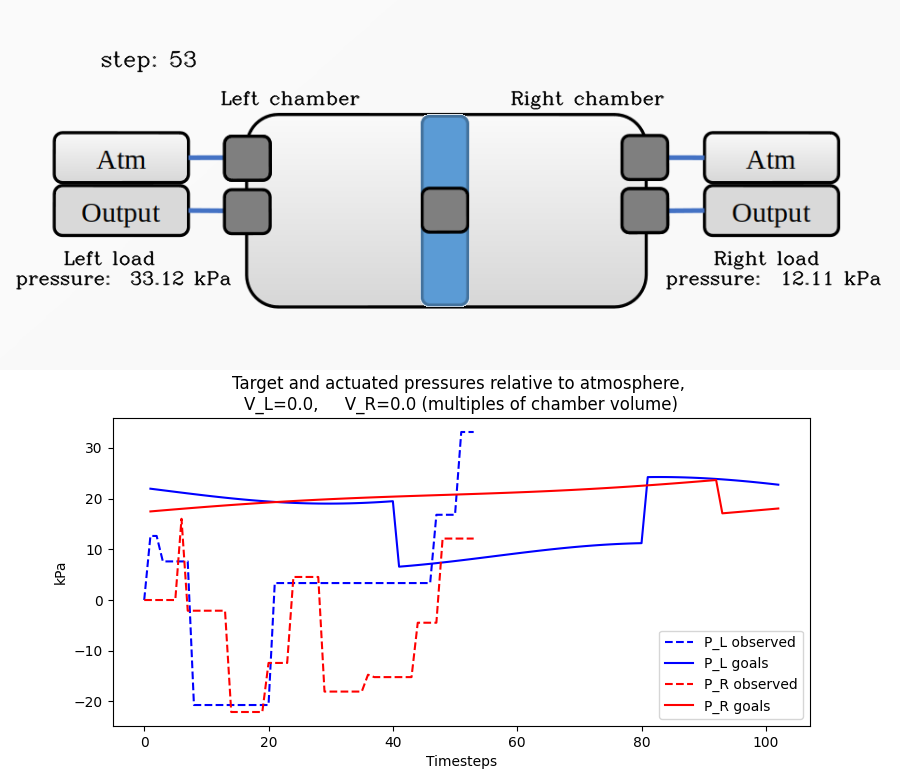 step: 53
Left chamber
Right chamber
Atm
Atm
Output
Output
Left load
pressure: 33.12 kPa
Right load
pressure: 12.11 kPa
Target and actuated pressures relative to atmosphere,
V_L=0.0, V_R=0.0 (multiples of chamber volume)
30
20
10
0
−10
−20
kPa
P_L observed
P_L goals
P_R observed
P_R goals
0 20 40 60 80 100
Timesteps